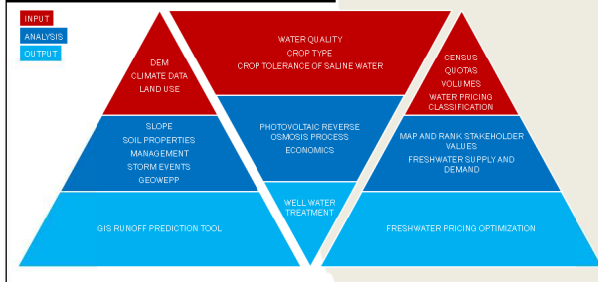 INPUT
ANALYSIS
OUTPUT
DEM
CLIMATE DATA
LAND USE
SLOPE
SOIL PROPERTIES
MANAGEMENT
STORM EVENTS
GEOWEPP
GIS RUNOFF PREDICTION TOOL
WATER QUALITY
CROP TYPE
CROP TOLERANCE OF SALINE WATER
PHOTOVOLTAIC REVERSE
OSMOSIS PROCESS
ECONOMICS
WELL WATER
TREATMENT
CENSUS
QUOTAS
VOLUMES
WATER PRICING
CLASSIFICATION
MAP AND RANK STAKEHOLDER
VALUES
FRESHWATER SUPPLY AND
DEMAND
FRESHWATER PRICING OPTIMIZATION